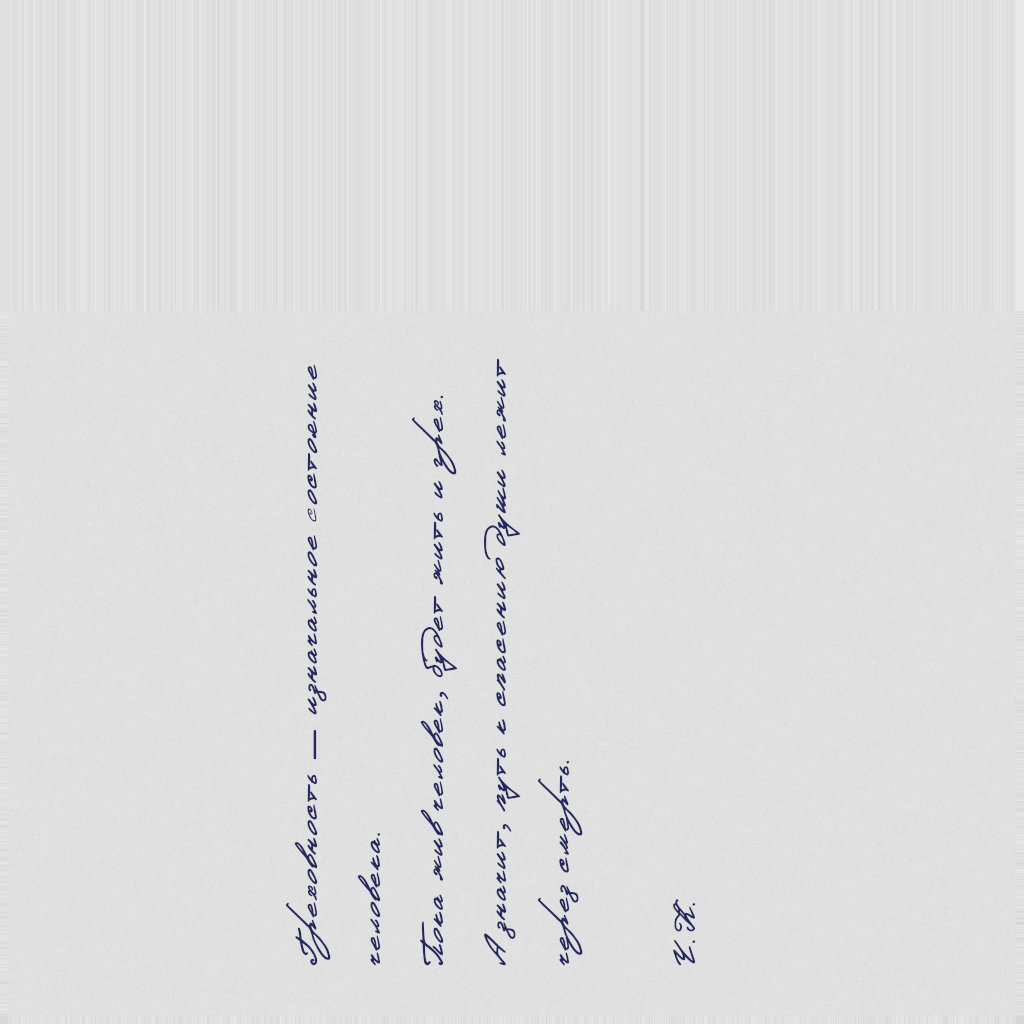 Греховность — изначальное состояние
человека.
Пока жив человек, будет жить и грех.
А значит, путь к спасению души лежит
через смерть.
Ч. К.